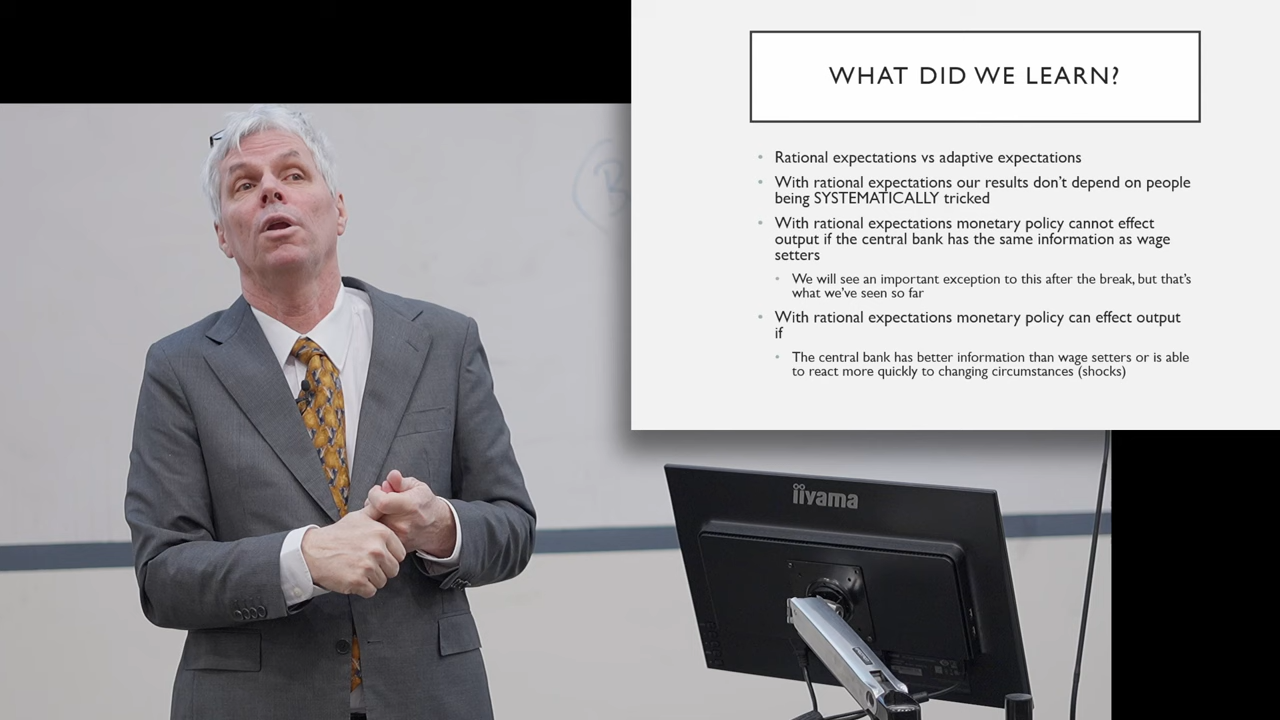 WHAT DID WE LEARN?
• Rational expectations vs adaptive expectations
• With rational expectations our results don't depend on people
being SYSTEMATICALLY tricked
• With rational expectations monetary policy cannot effect
output if the central bank has the same information as wage
setters
• We will see an important exception to this after the break, but that's
what we've seen so far
• With rational expectations monetary policy can effect output
if
• The central bank has better information than wage setters or is able
to react more quickly to changing circumstances (shocks)
iiyama